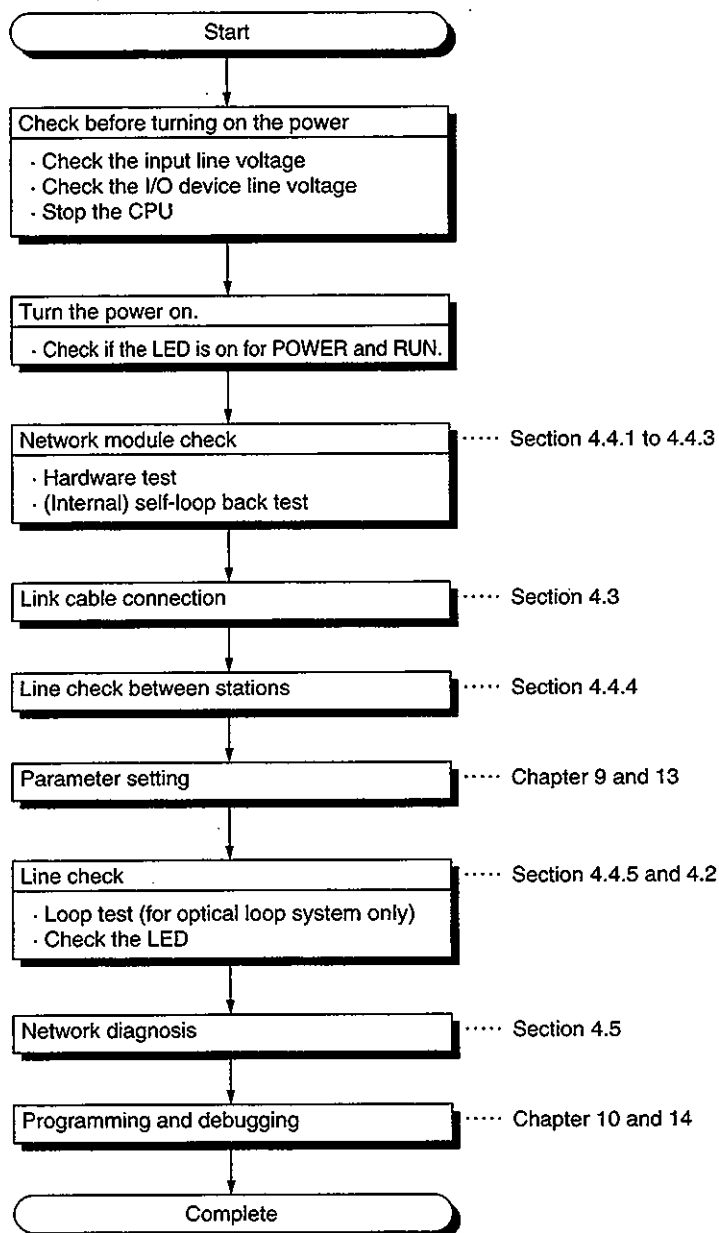 Start
Check before turning on the power
· Check the input line voltage
· Check the I/O device line voltage
· Stop the CPU
Turn the power on.
· Check if the LED is on for POWER and RUN.
Network module check ····· Section 4.4.1 to 4.4.3
· Hardware test
· (Internal) self-loop back test
Link cable connection ····· Section 4.3
Line check between stations ····· Section 4.4.4
Parameter setting ····· Chapter 9 and 13
Line check ····· Section 4.4.5 and 4.2
· Loop test (for optical loop system only)
· Check the LED
Network diagnosis ····· Section 4.5
Programming and debugging ····· Chapter 10 and 14
Complete